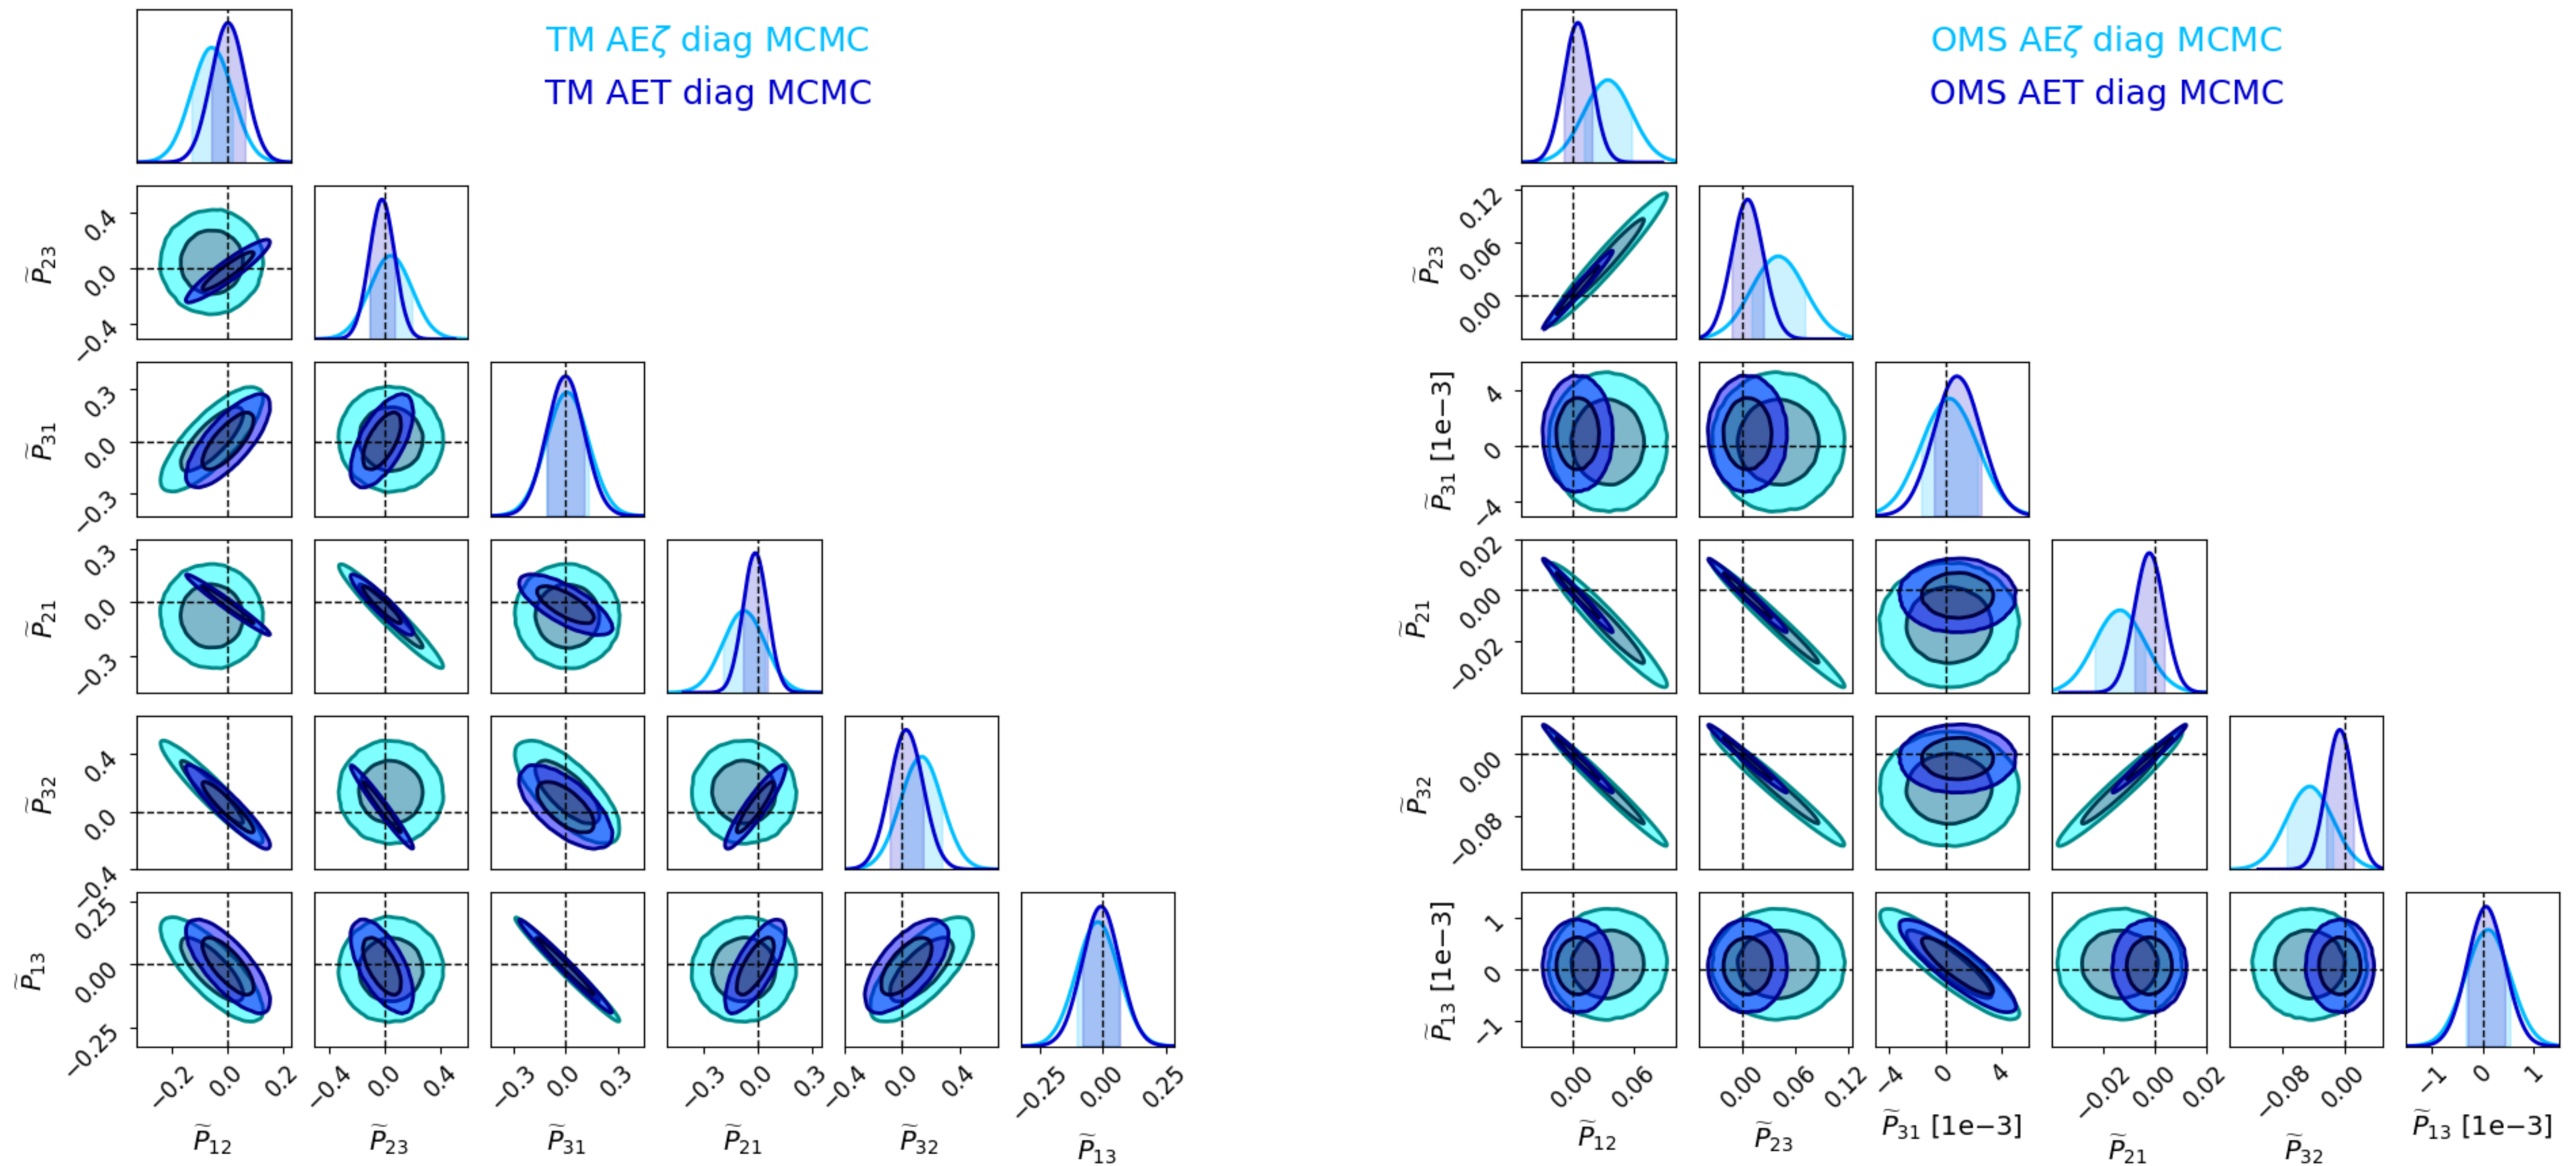 TM AEζ diag MCMC
TM AET diag MCMC
P̃₂₃
0.4
0.0
−0.4
P̃₃₁
0.3
0.0
−0.3
P̃₂₁
0.3
0.0
−0.3
P̃₃₂
0.4
0.0
−0.4
P̃₁₃
0.25
0.00
−0.25
−0.2 0.0 0.2
−0.4 0.0 0.4
−0.3 0.0 0.3
−0.3 0.0 0.3
−0.4 0.0 0.4
−0.25 0.00 0.25
P̃₁₂ P̃₂₃ P̃₃₁ P̃₂₁ P̃₃₂ P̃₁₃
OMS AEζ diag MCMC
OMS AET diag MCMC
P̃₂₃
0.12
0.06
0.00
P̃₃₁ [1e−3]
4
0
−4
P̃₂₁
0.02
0.00
−0.02
P̃₃₂
0.00
−0.08
P̃₁₃ [1e−3]
1
0
−1
0.00 0.06
0.00 0.06 0.12
−4 0 4
−0.02 0.00 0.02
−0.08 0.00
−1 0 1
P̃₁₂ P̃₂₃ P̃₃₁ [1e−3] P̃₂₁ P̃₃₂ P̃₁₃ [1e−3]